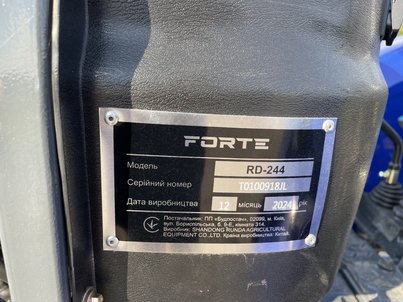 FORTE
Модель RD-244
Серійний номер T0100918JL
Дата виробництва 12 місяць 2024 рік
Постачальник: ПП «Будпостач», 02099, м. Київ,
вул. Бориспільська, б. 9-Е, кімната 314.
Виробник: SHANDONG RUNDA AGRICULTURAL
EQUIPMENT CO.,LTD. Країна виробництва: Китай.